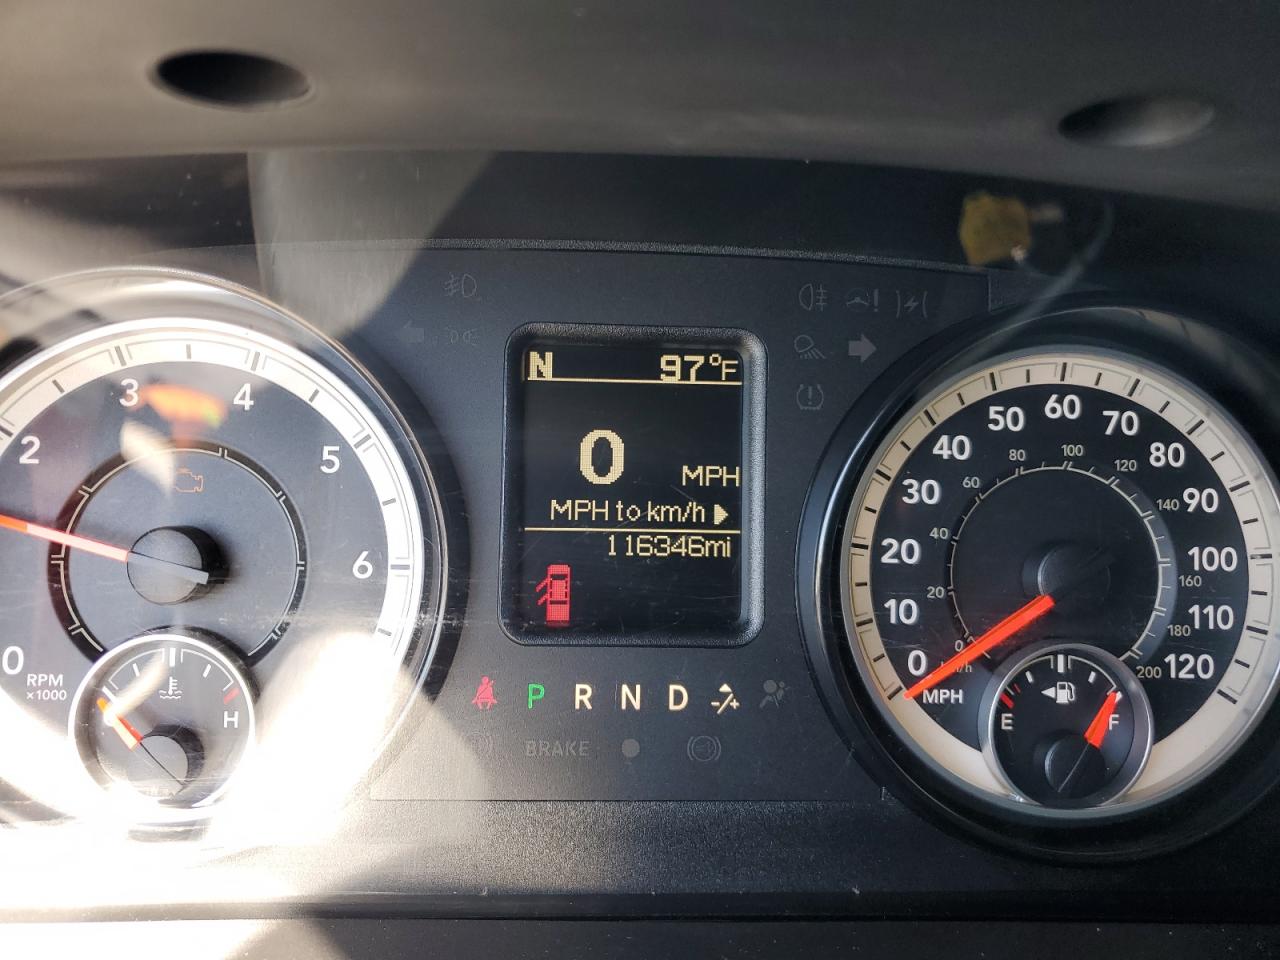 N 97°F
0 MPH
MPH to km/h
116346mi
0 2 3 4 5 6
RPM
x1000
H
P R N D
BRAKE
0 10 20 30 40 50 60 70 80 90 100 110 120
MPH
0 20 40 60 80 100 120 140 160 180 200
km/h
E F